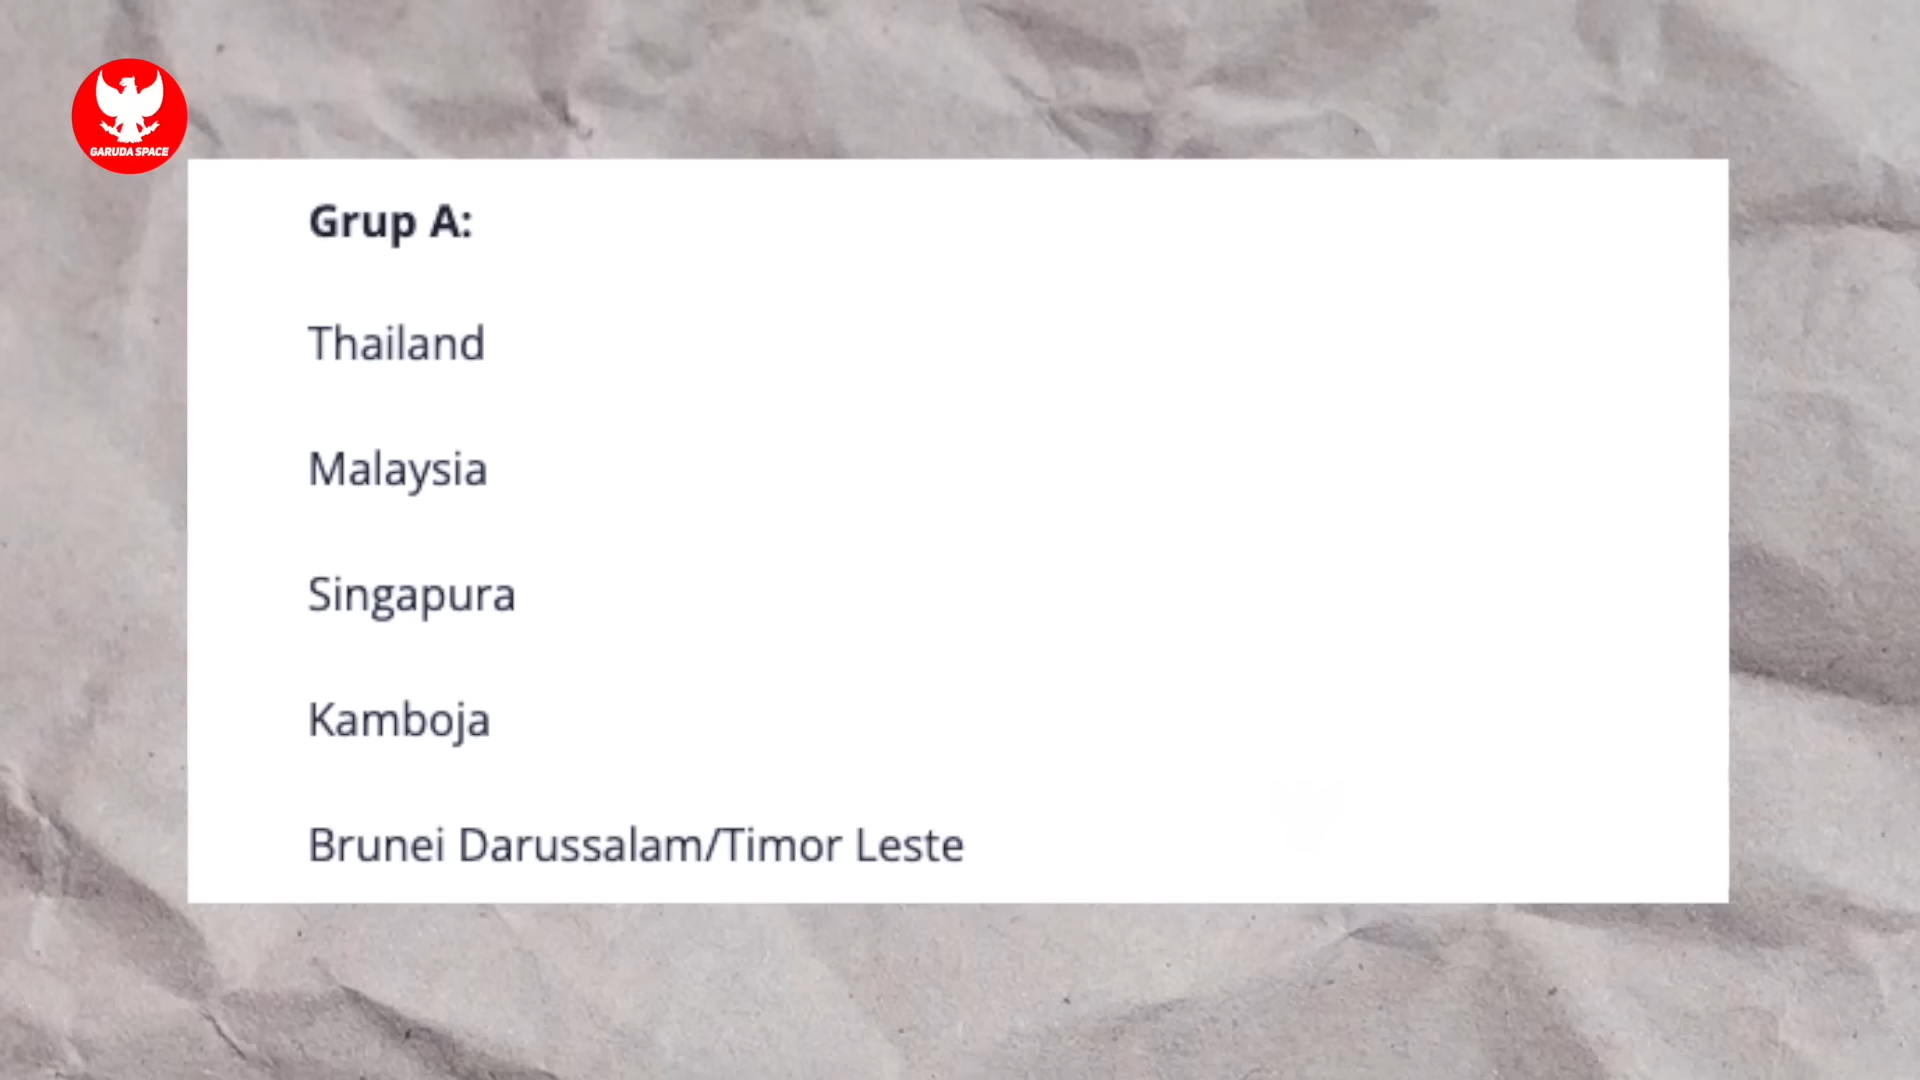 GARUDA SPACE
Grup A:
Thailand
Malaysia
Singapura
Kamboja
Brunei Darussalam/Timor Leste